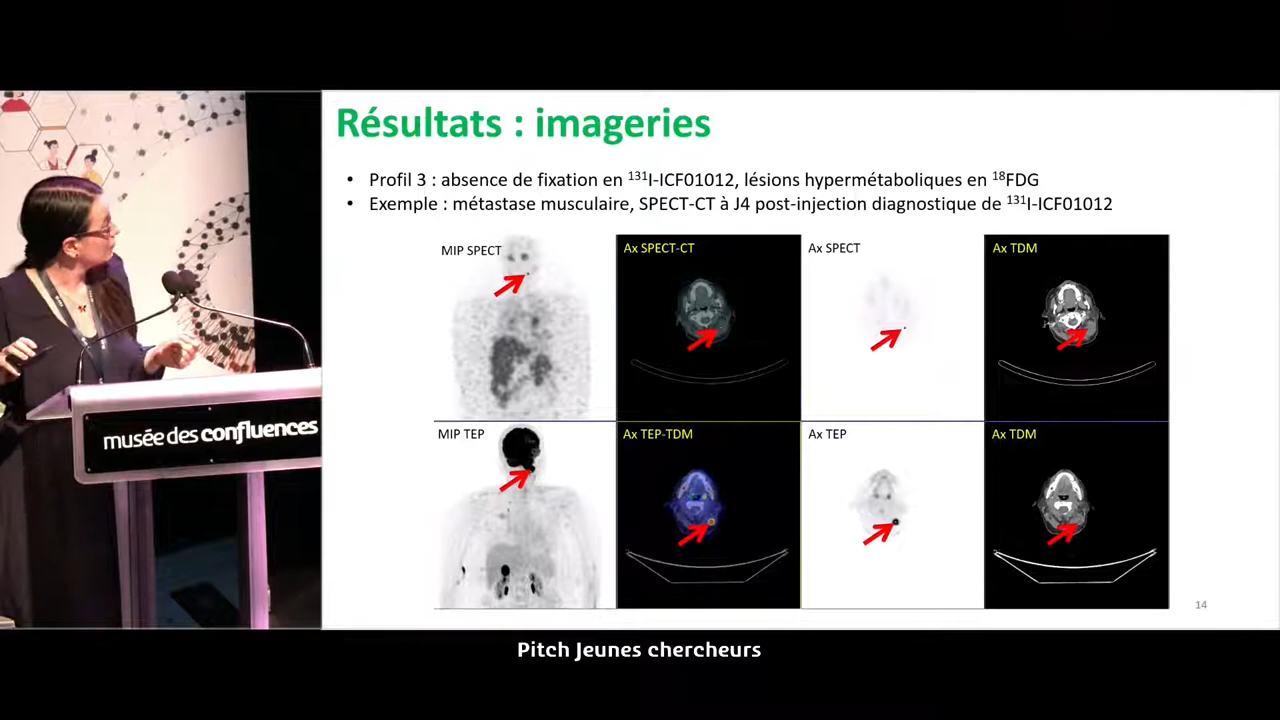 Résultats : imageries
• Profil 3 : absence de fixation en ¹³¹I-ICF01012, lésions hypermétaboliques en ¹⁸FDG
• Exemple : métastase musculaire, SPECT-CT à J4 post-injection diagnostique de ¹³¹I-ICF01012
MIP SPECT
Ax SPECT-CT
Ax SPECT
Ax TDM
MIP TEP
Ax TEP-TDM
Ax TEP
Ax TDM
14
musée des confluences
Pitch Jeunes chercheurs